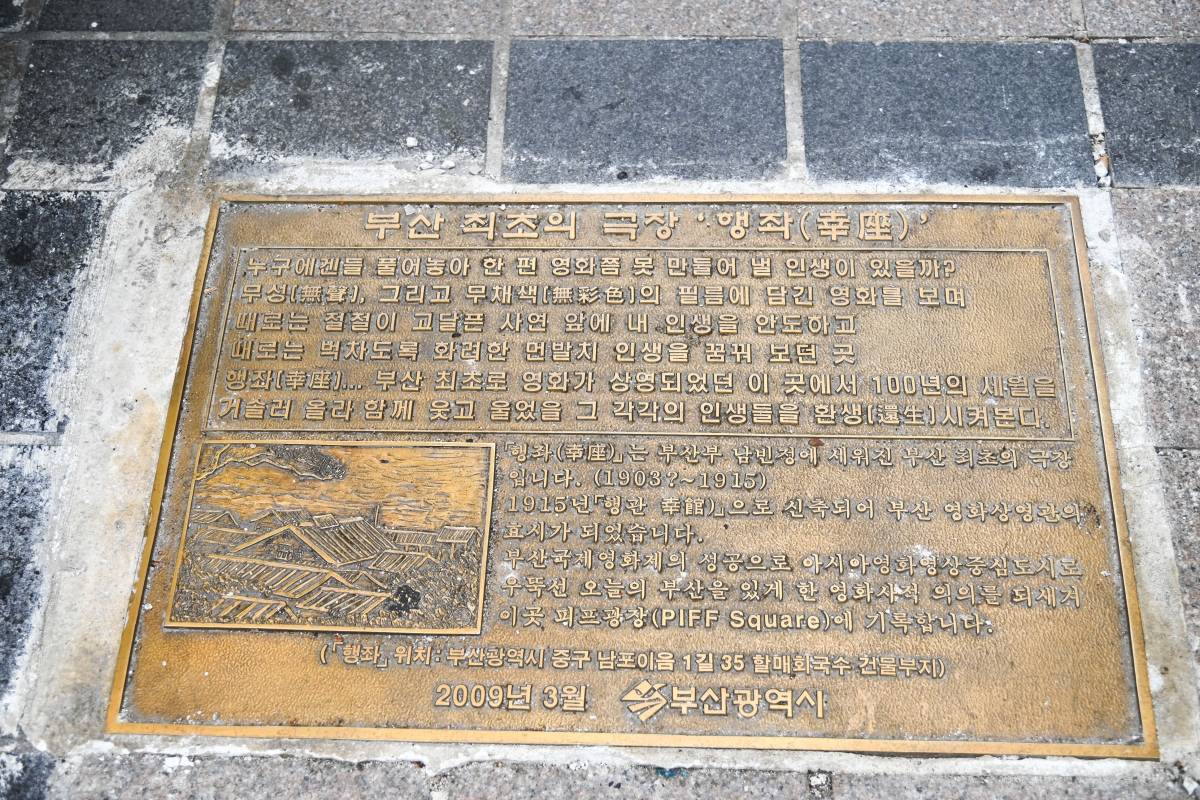 부산 최초의 극장 '행좌(幸座)'
누구에겐들 풀어놓아 한 편 영화쯤 못 만들어 낼 인생이 있을까?
무성(無聲), 그리고 무채색(無彩色)의 필름에 담긴 영화를 보며
때로는 절절이 고달픈 사연 앞에 내 인생을 안도하고
때로는 벅차도록 화려한 먼발치 인생을 꿈꿔 보던 곳
행좌(幸座)... 부산 최초로 영화가 상영되었던 이 곳에서 100년의 세월을
거슬러 올라 함께 웃고 울었을 그 각각의 인생들을 환생(還生)시켜본다.
「행좌(幸座)」는 부산부 남빈정에 세워진 부산 최초의 극장
입니다. (1903?~1915)
1915년「행관 幸館)」으로 신축되어 부산 영화상영관의
효시가 되었습니다.
부산국제영화제의 성공으로 아시아영화영상중심도시로
우뚝선 오늘의 부산을 있게 한 영화사적 의의를 되새겨
이곳 피프광장(PIFF Square)에 기록합니다.
(「행좌」 위치: 부산광역시 중구 남포이음 1길 35 할매회국수 건물부지)
2009년 3월 부산광역시